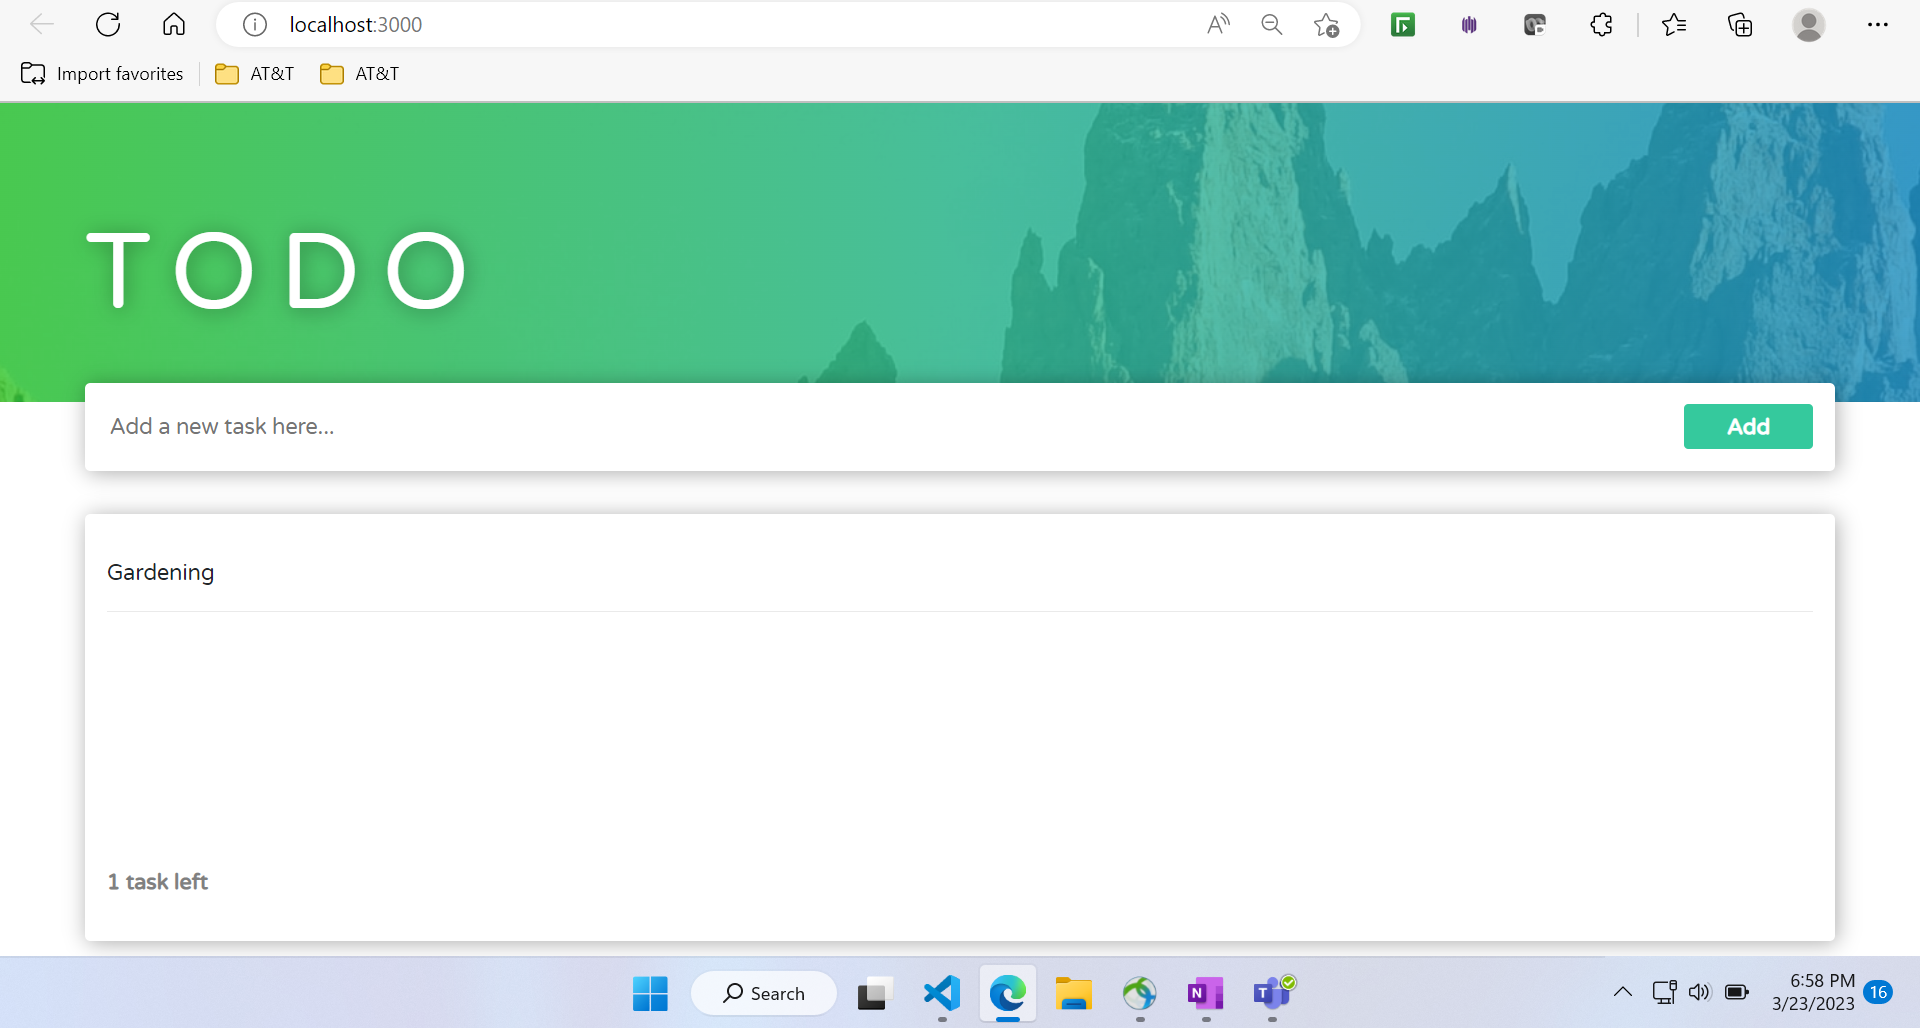 localhost:3000
Import favorites AT&T AT&T
TODO
Add a new task here... Add
Gardening
1 task left
Search
6:58 PM
3/23/2023 16